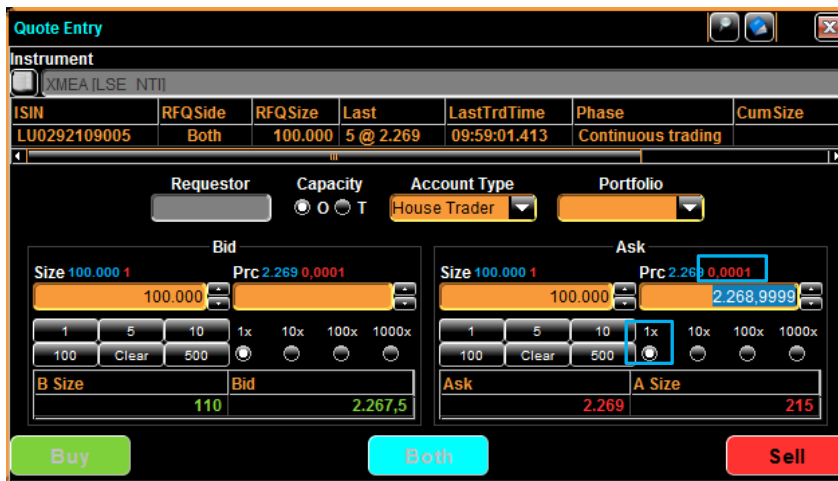 Quote Entry
Instrument
XMEA [LSE NTI]
ISIN RFQSide RFQSize Last LastTrdTime Phase CumSize
LU0292109005 Both 100.000 5 @ 2.269 09:59:01.413 Continuous trading
Requestor Capacity Account Type Portfolio
O T House Trader
Bid Ask
Size 100.000 1 Prc 2.269 0,0001 Size 100.000 1 Prc 2.269 0,0001
100.000 100.000 2.268,9999
1 5 10 1x 10x 100x 1000x 1 5 10 1x 10x 100x 1000x
100 Clear 500 100 Clear 500
B Size Bid Ask A Size
110 2.267,5 2.269 215
Buy Both Sell